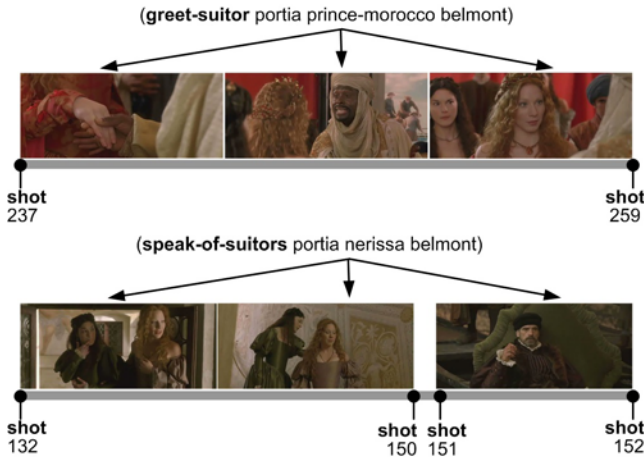 (greet-suitor portia prince-morocco belmont)
shot shot
237 259
(speak-of-suitors portia nerissa belmont)
shot shot shot shot
132 150 151 152